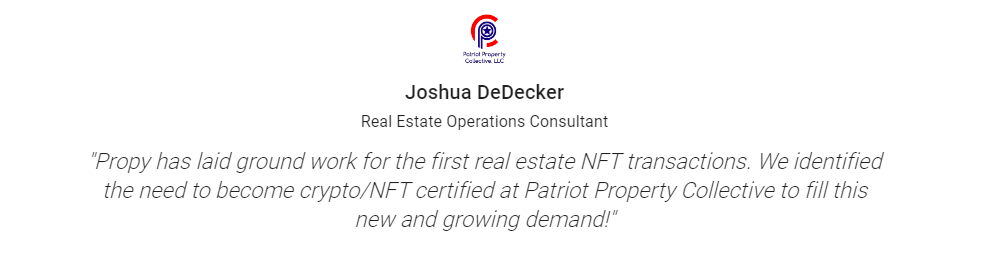 Patriot Property
Collective, LLC
Joshua DeDecker
Real Estate Operations Consultant
"Propy has laid ground work for the first real estate NFT transactions. We identified
the need to become crypto/NFT certified at Patriot Property Collective to fill this
new and growing demand!"